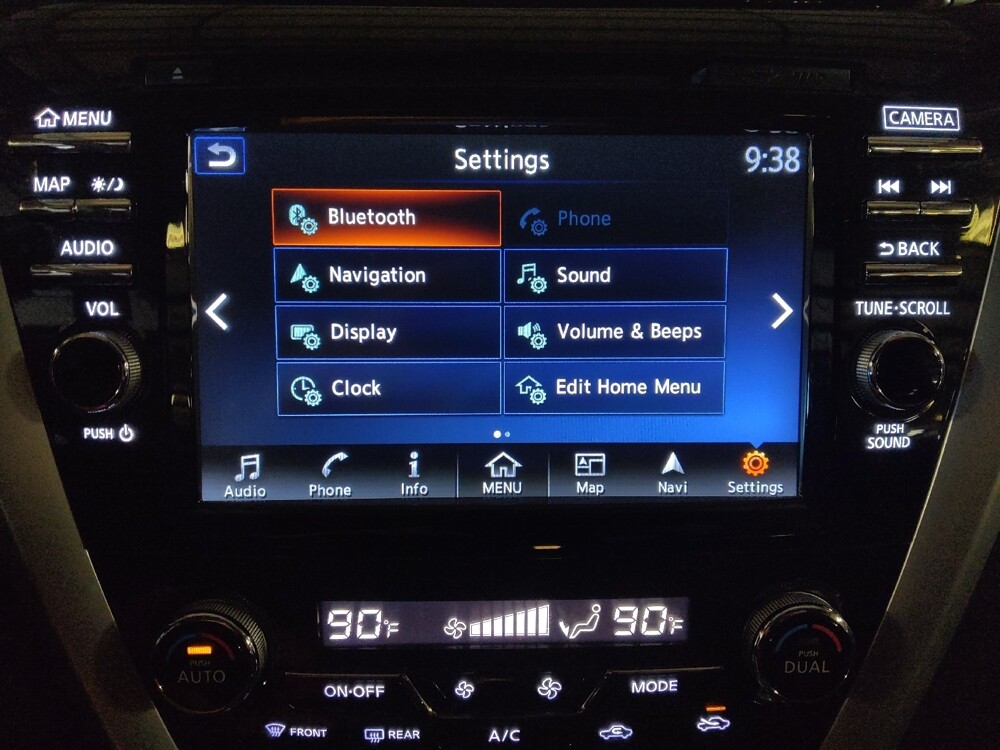 MENU
CAMERA
Settings
9:38
MAP
Bluetooth
Phone
AUDIO
BACK
Navigation
Sound
VOL
TUNE·SCROLL
Display
Volume & Beeps
Clock
Edit Home Menu
PUSH
PUSH
SOUND
Audio
Phone
Info
MENU
Map
Navi
Settings
90°F
90°F
PUSH
AUTO
PUSH
DUAL
ON·OFF
MODE
FRONT
REAR
A/C